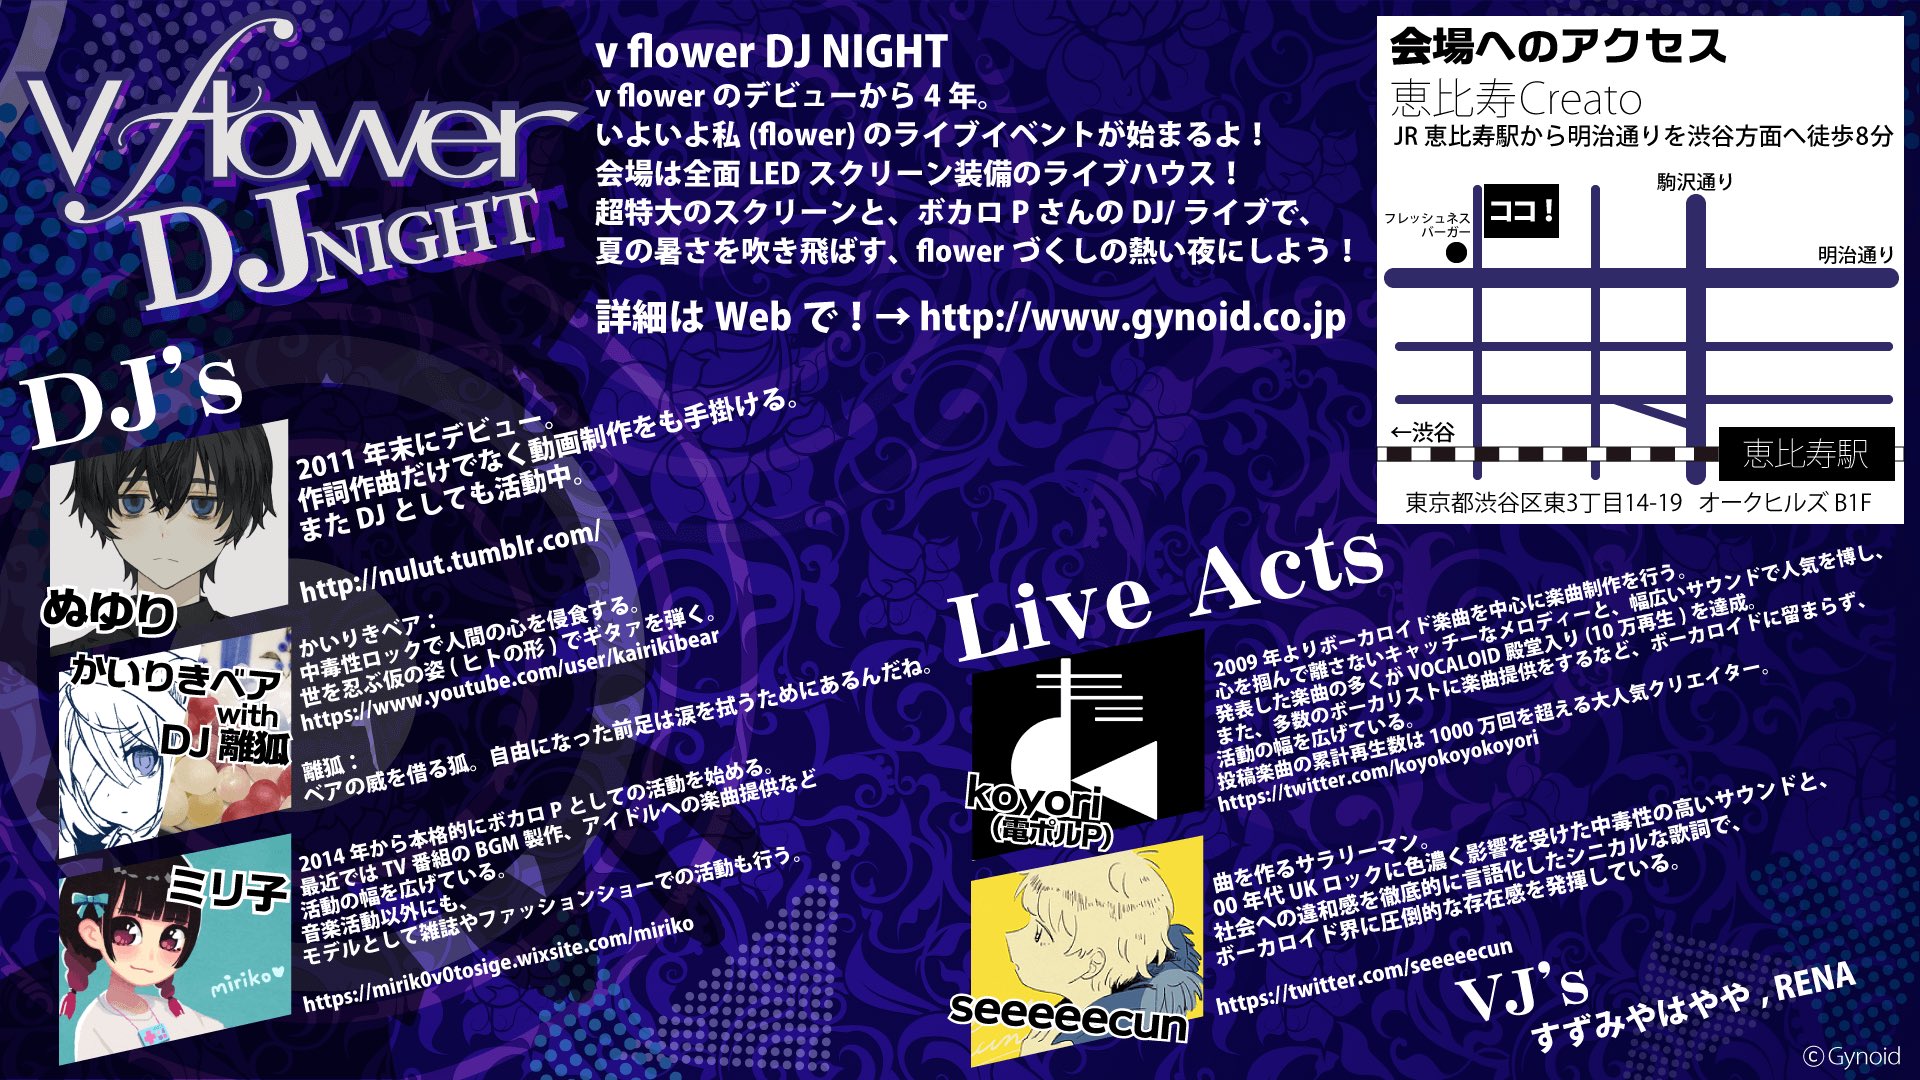 v flower
DJ NIGHT
v flower DJ NIGHT
v flower のデビューから 4 年。
いよいよ私 (flower) のライブイベントが始まるよ！
会場は全面 LED スクリーン装備のライブハウス！
超特大のスクリーンと、ボカロ P さんの DJ/ ライブで、
夏の暑さを吹き飛ばす、flower づくしの熱い夜にしよう！
詳細は Web で！→ http://www.gynoid.co.jp
会場へのアクセス
恵比寿Creato
JR 恵比寿駅から明治通りを渋谷方面へ徒歩8分
駒沢通り
フレッシュネス
バーガー
ココ！
明治通り
←渋谷
恵比寿駅
東京都渋谷区東3丁目14-19 オークヒルズ B1F
DJ's
ぬゆり
2011 年末にデビュー。
作詞作曲だけでなく動画制作をも手掛ける。
また DJ としても活動中。
http://nulut.tumblr.com/
かいりきベア
with
DJ 離狐
かいりきベア：
中毒性ロックで人間の心を侵食する。
世を忍ぶ仮の姿 ( ヒトの形 ) でギタァを弾く。
https://www.youtube.com/user/kairikibear
離狐：
ベアの威を借る狐。自由になった前足は涙を拭うためにあるんだね。
ミリ子
miriko♥
2014 年から本格的にボカロ P としての活動を始める。
最近では TV 番組の BGM 製作、アイドルへの楽曲提供など
活動の幅を広げている。
音楽活動以外にも、
モデルとして雑誌やファッションショーでの活動も行う。
https://mirik0v0tosige.wixsite.com/miriko
Live Acts
koyori
（電ポルP）
2009 年よりボーカロイド楽曲を中心に楽曲制作を行う。
心を掴んで離さないキャッチーなメロディーと、幅広いサウンドで人気を博し、
発表した楽曲の多くが VOCALOID 殿堂入り (10 万再生 ) を達成。
また、多数のボーカリストに楽曲提供をするなど、ボーカロイドに留まらず、
活動の幅を広げている。
投稿楽曲の累計再生数は 1000 万回を超える大人気クリエイター。
https://twitter.com/koyokoyokoyori
seeeeecun
曲を作るサラリーマン。
00 年代 UK ロックに色濃く影響を受けた中毒性の高いサウンドと、
社会への違和感を徹底的に言語化したシニカルな歌詞で、
ボーカロイド界に圧倒的な存在感を発揮している。
https://twitter.com/seeeeecun
VJ's
すずみやはやや , RENA
©Gynoid